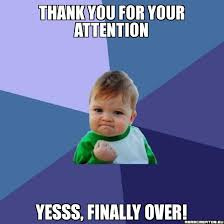 THANK YOU FOR YOUR
ATTENTION
YESSS, FINALLY OVER!